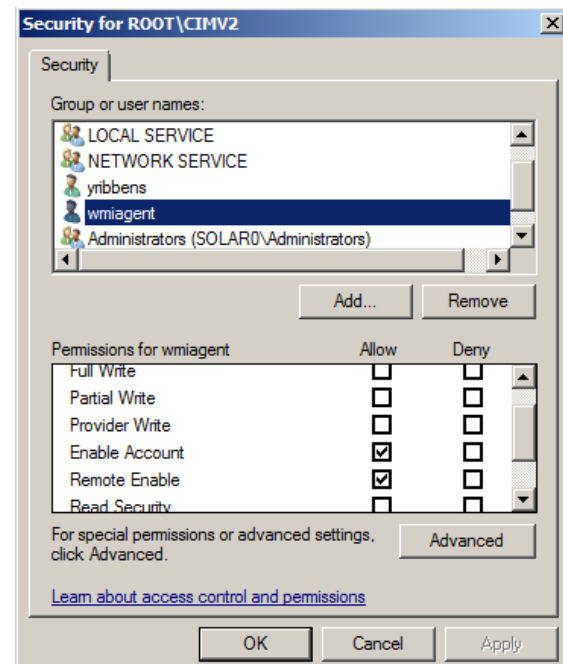 Security for ROOT\CIMV2
Security
Group or user names:
LOCAL SERVICE
NETWORK SERVICE
yribbens
wmiagent
Administrators (SOLAR0\Administrators)
Add... Remove
Permissions for wmiagent Allow Deny
Full Write
Partial Write
Provider Write
Enable Account
Remote Enable
Read Security
For special permissions or advanced settings,
click Advanced.
Advanced
Learn about access control and permissions
OK Cancel Apply